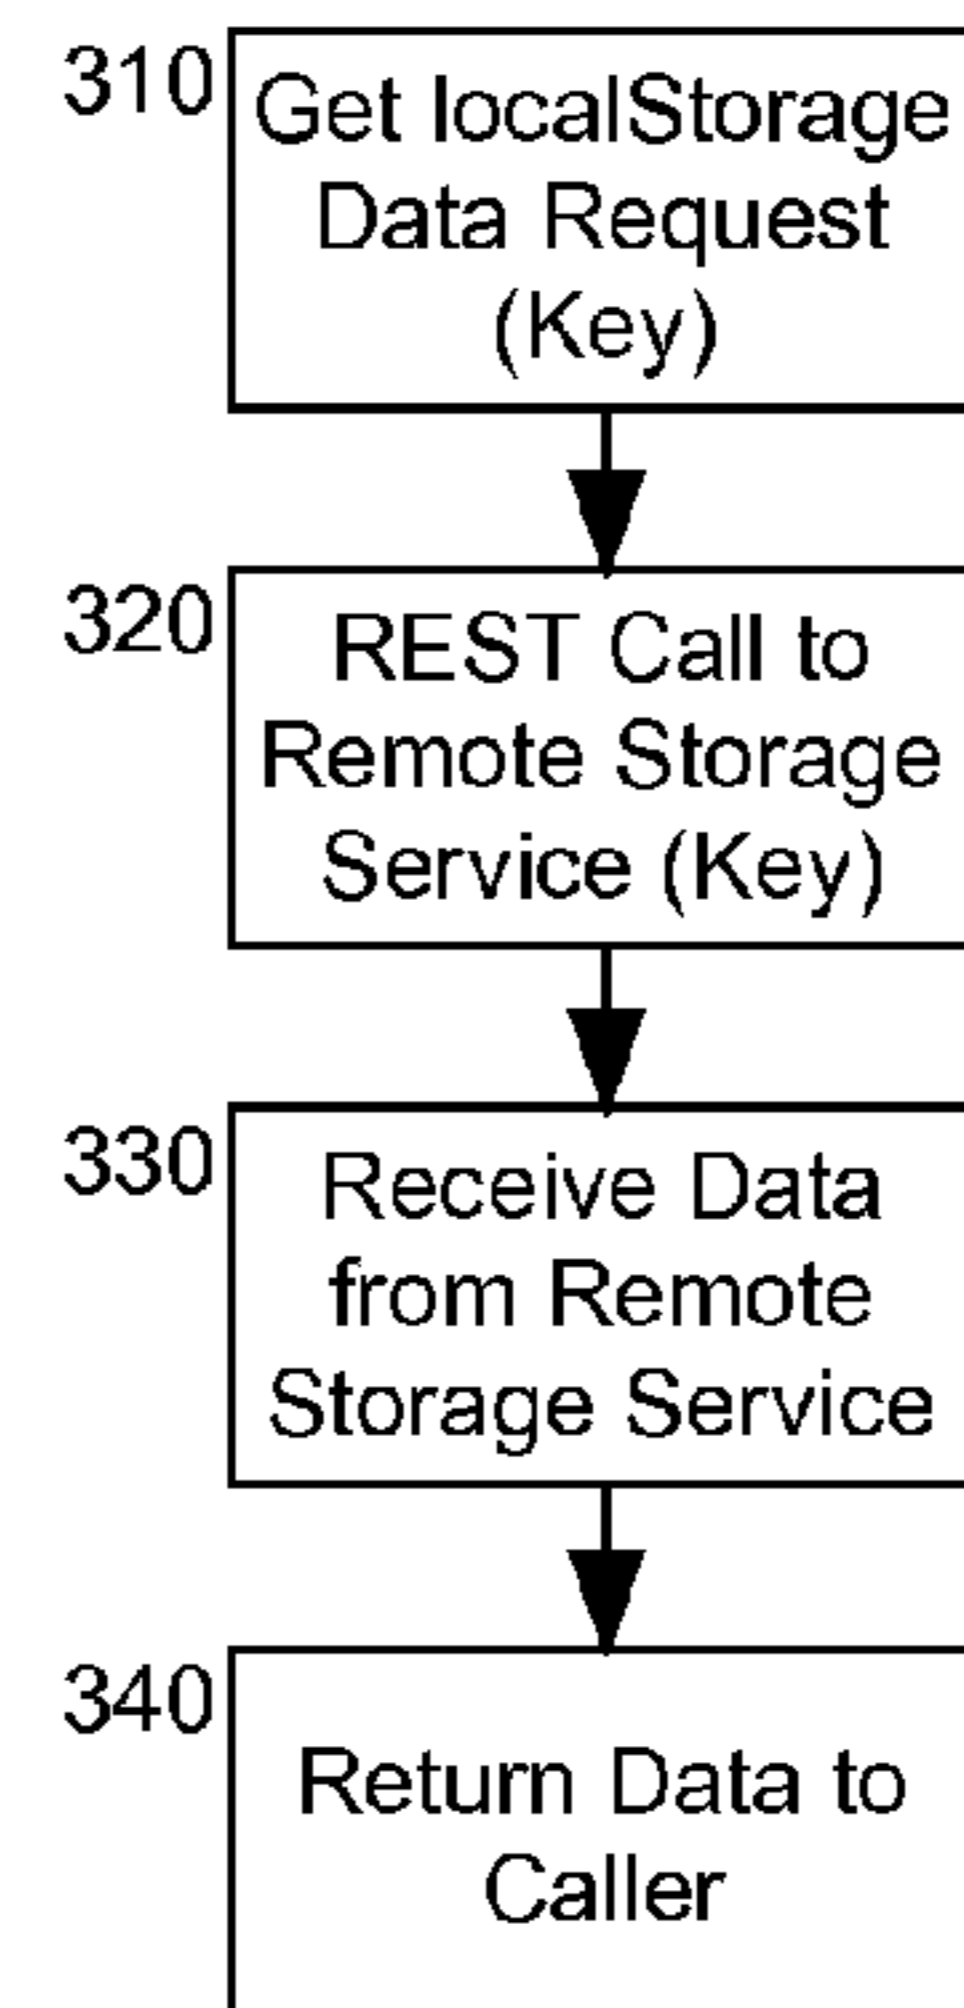 310
Get localStorage
Data Request
(Key)
320
REST Call to
Remote Storage
Service (Key)
330
Receive Data
from Remote
Storage Service
340
Return Data to
Caller